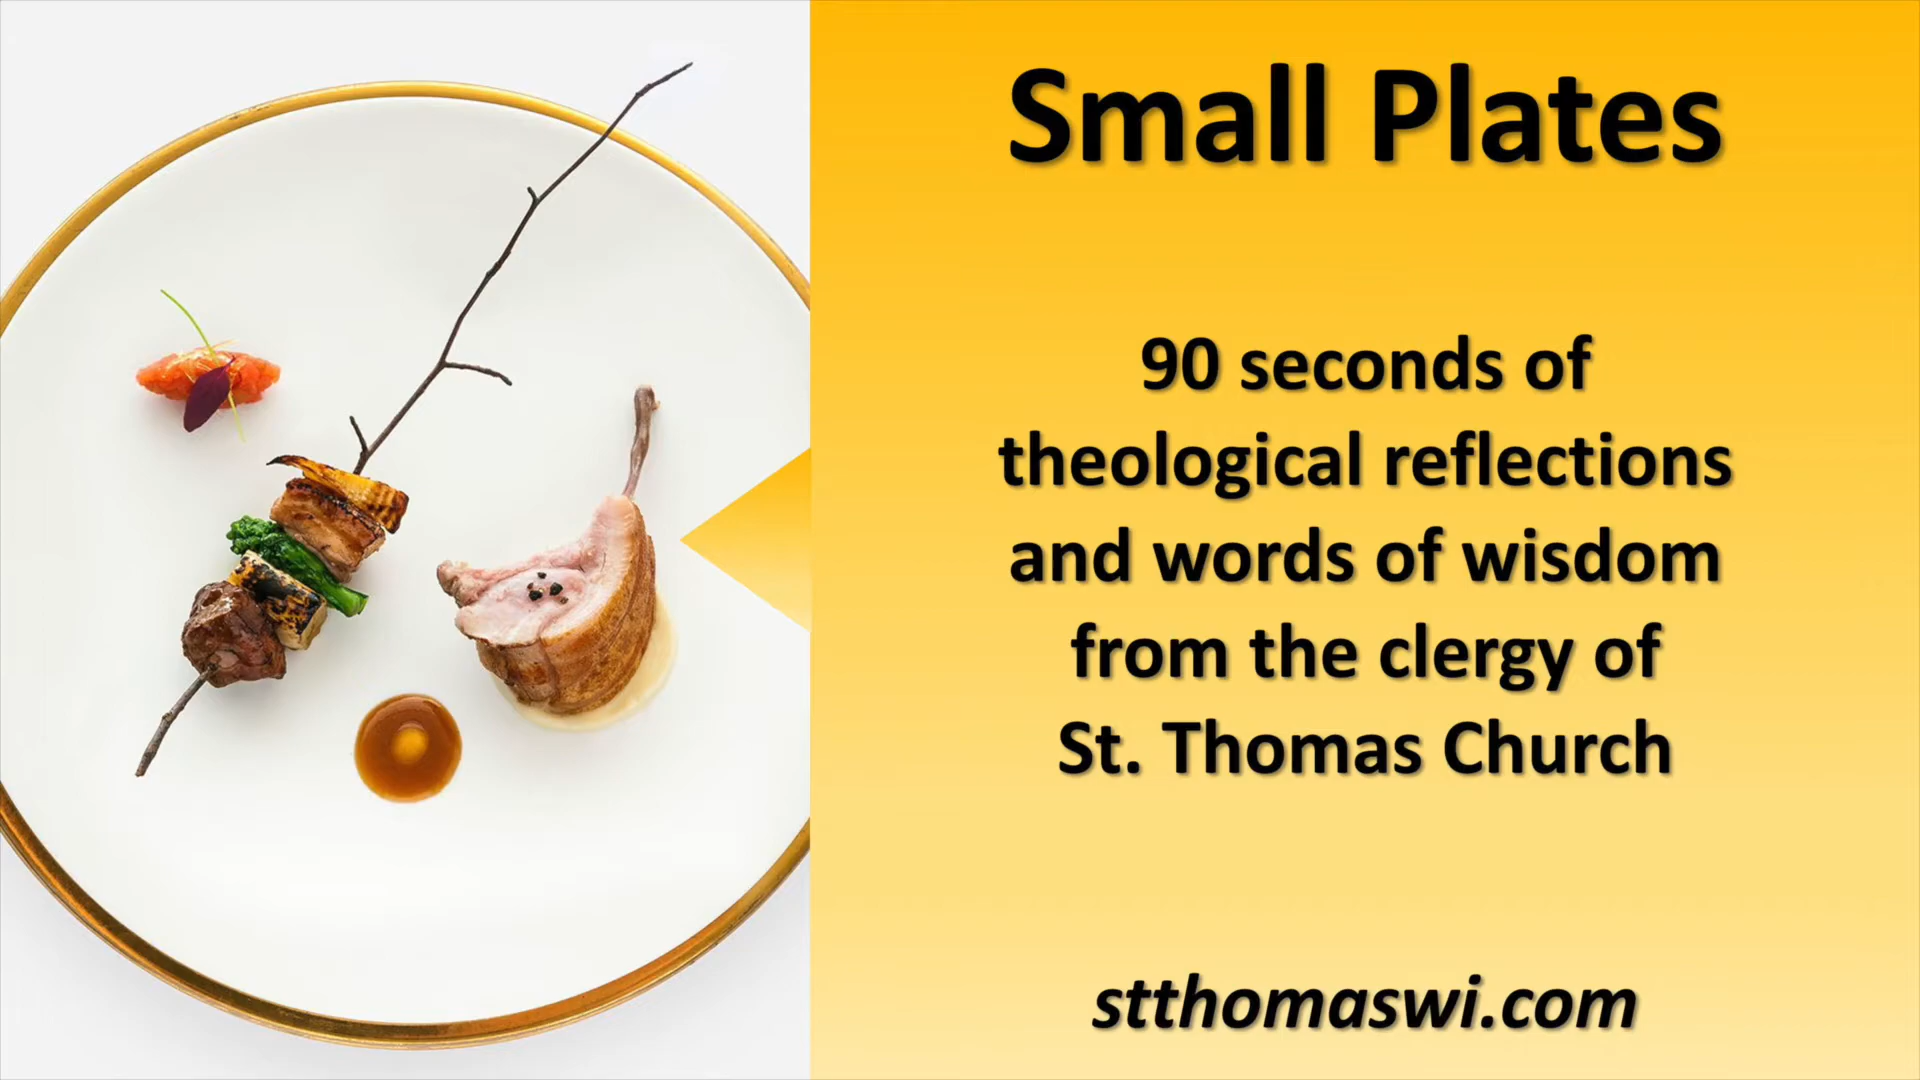 Small Plates
90 seconds of
theological reflections
and words of wisdom
from the clergy of
St. Thomas Church
stthomaswi.com